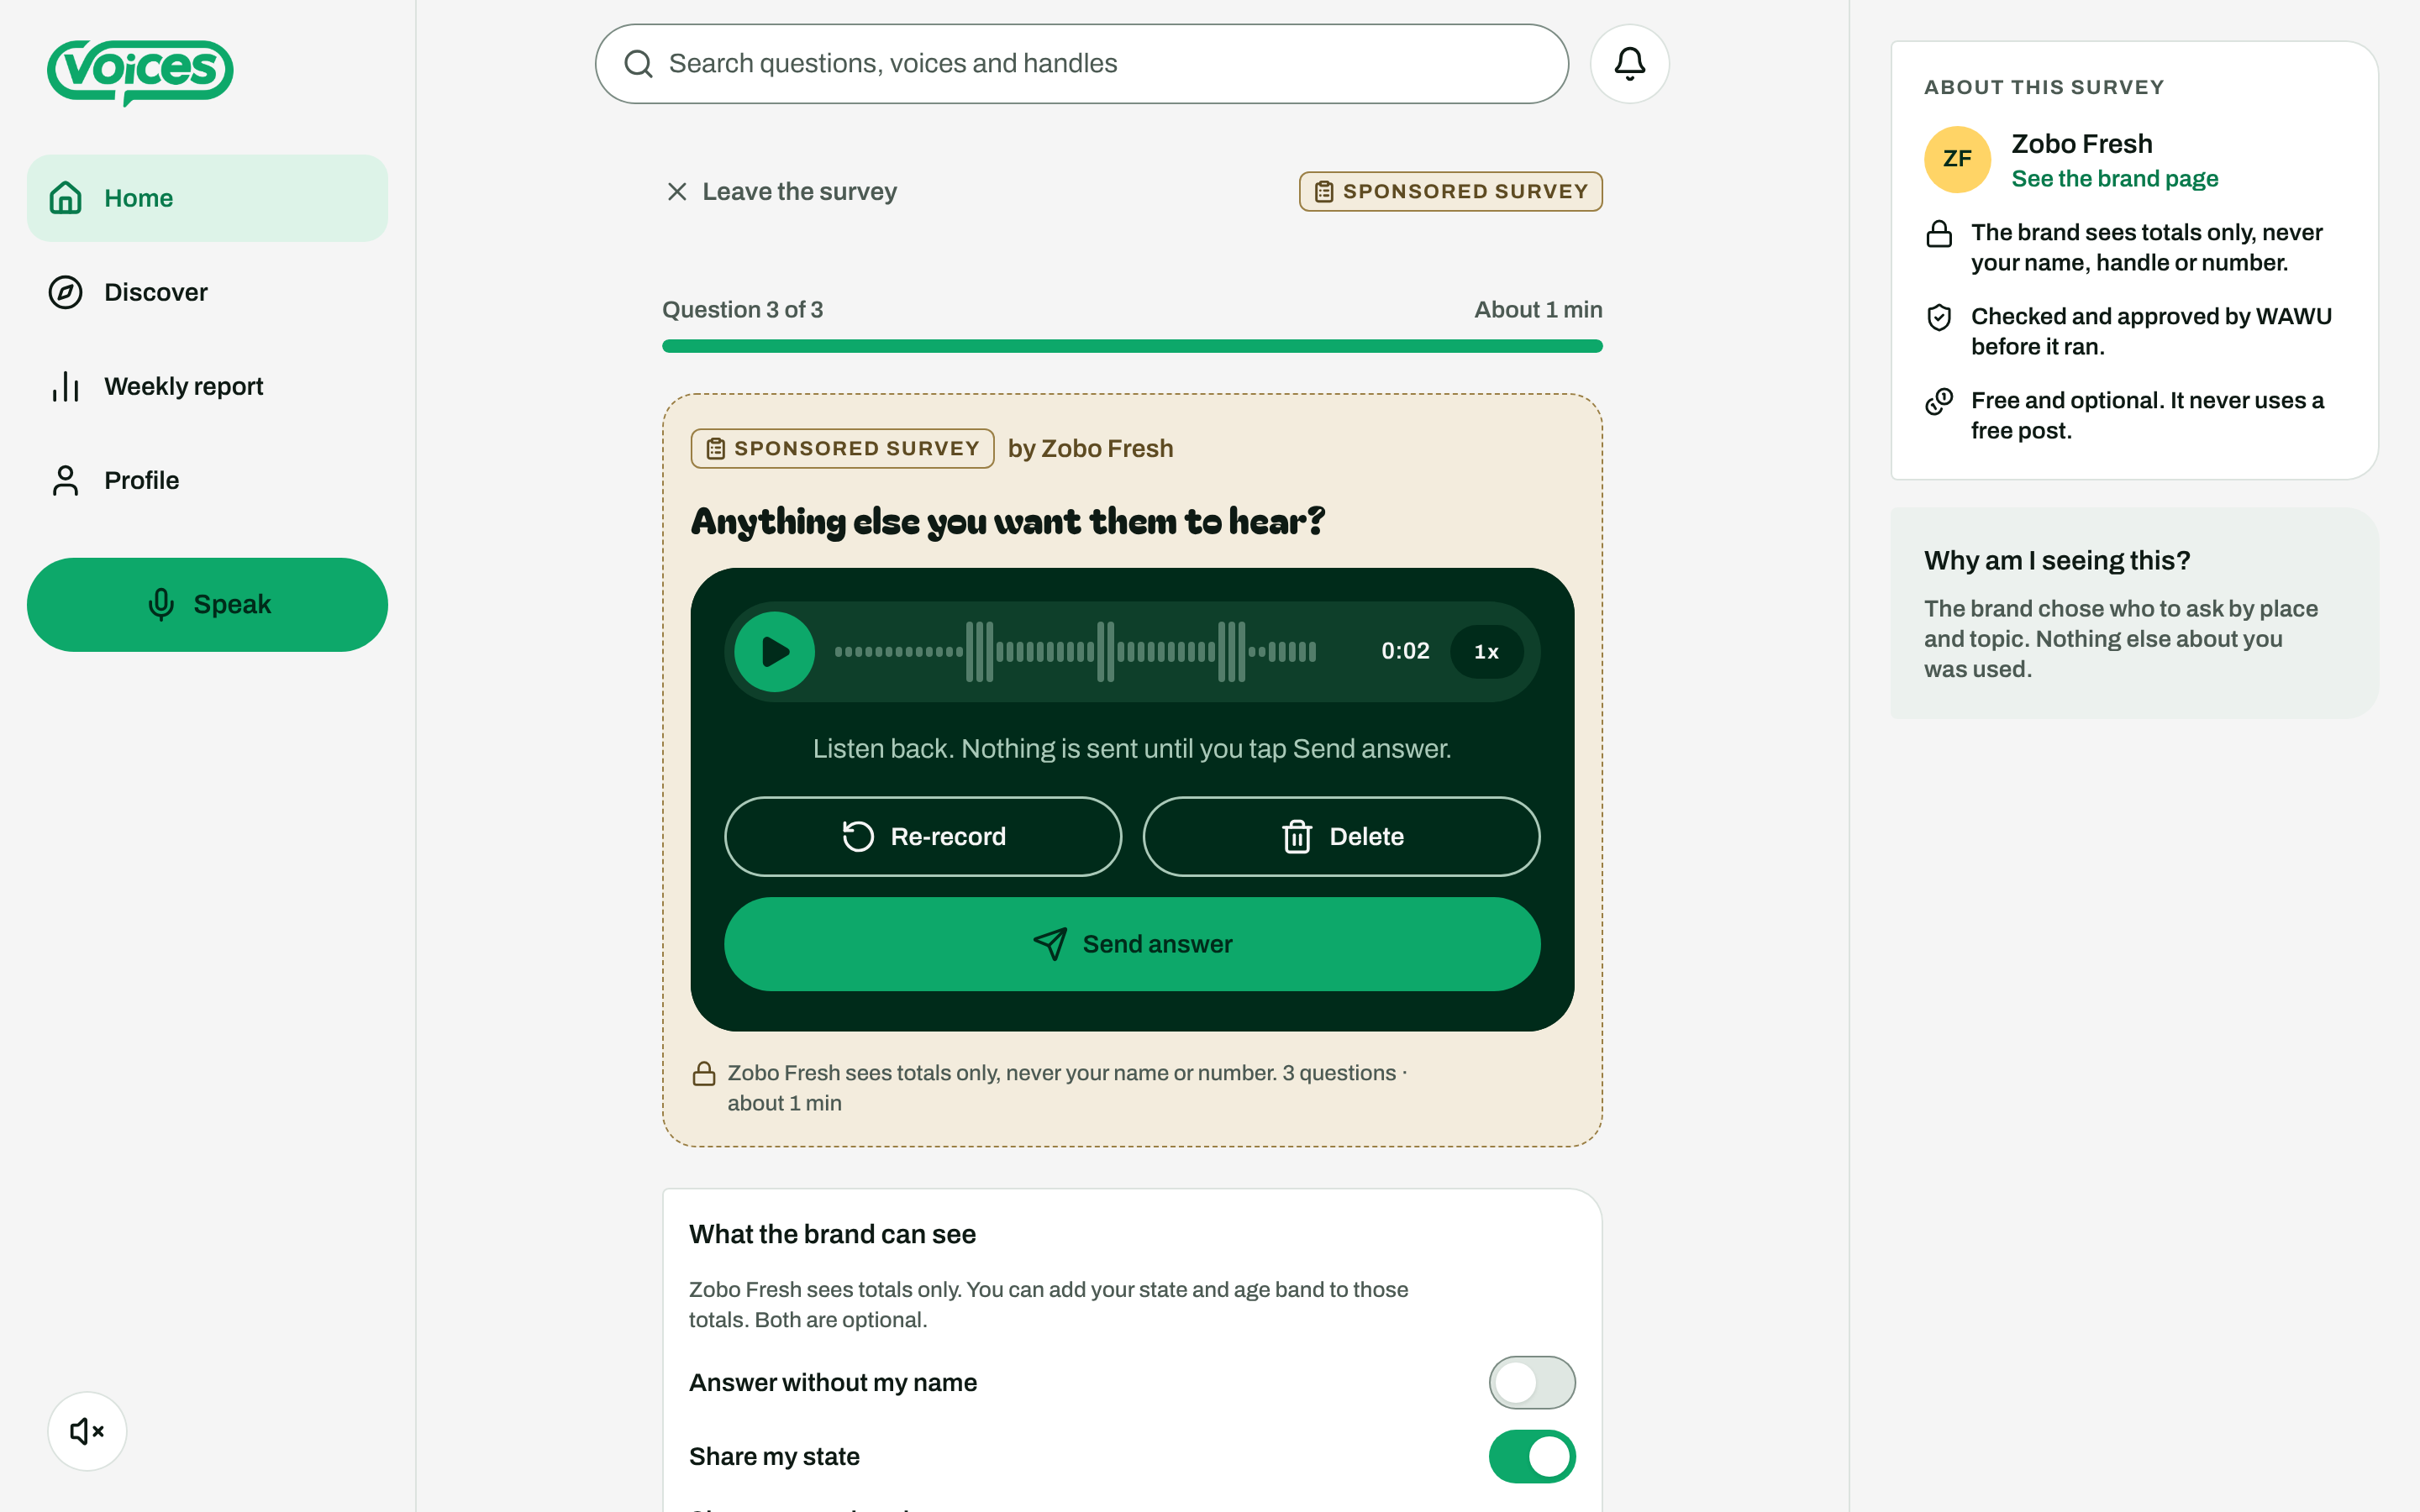 Voices
Home
Discover
Weekly report
Profile
Speak
Search questions, voices and handles
Leave the survey
SPONSORED SURVEY
Question 3 of 3
About 1 min
SPONSORED SURVEY by Zobo Fresh
Anything else you want them to hear?
0:02
1x
Listen back. Nothing is sent until you tap Send answer.
Re-record
Delete
Send answer
Zobo Fresh sees totals only, never your name or number. 3 questions ·
about 1 min
What the brand can see
Zobo Fresh sees totals only. You can add your state and age band to those
totals. Both are optional.
Answer without my name
Share my state
ABOUT THIS SURVEY
ZF
Zobo Fresh
See the brand page
The brand sees totals only, never
your name, handle or number.
Checked and approved by WAWU
before it ran.
Free and optional. It never uses a
free post.
Why am I seeing this?
The brand chose who to ask by place
and topic. Nothing else about you
was used.